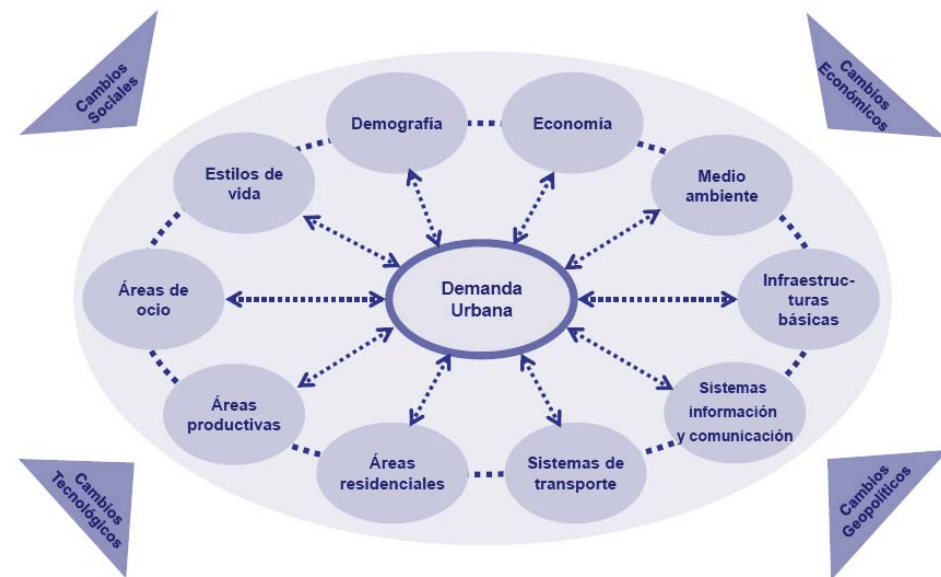 Cambios
Sociales
Cambios
Económicos
Demografía
Economía
Estilos de
vida
Medio
ambiente
Áreas de
ocio
Demanda
Urbana
Infraestruc-
turas
básicas
Áreas
productivas
Sistemas
información
y comunicación
Áreas
residenciales
Sistemas de
transporte
Cambios
Tecnológicos
Cambios
Geopolíticos